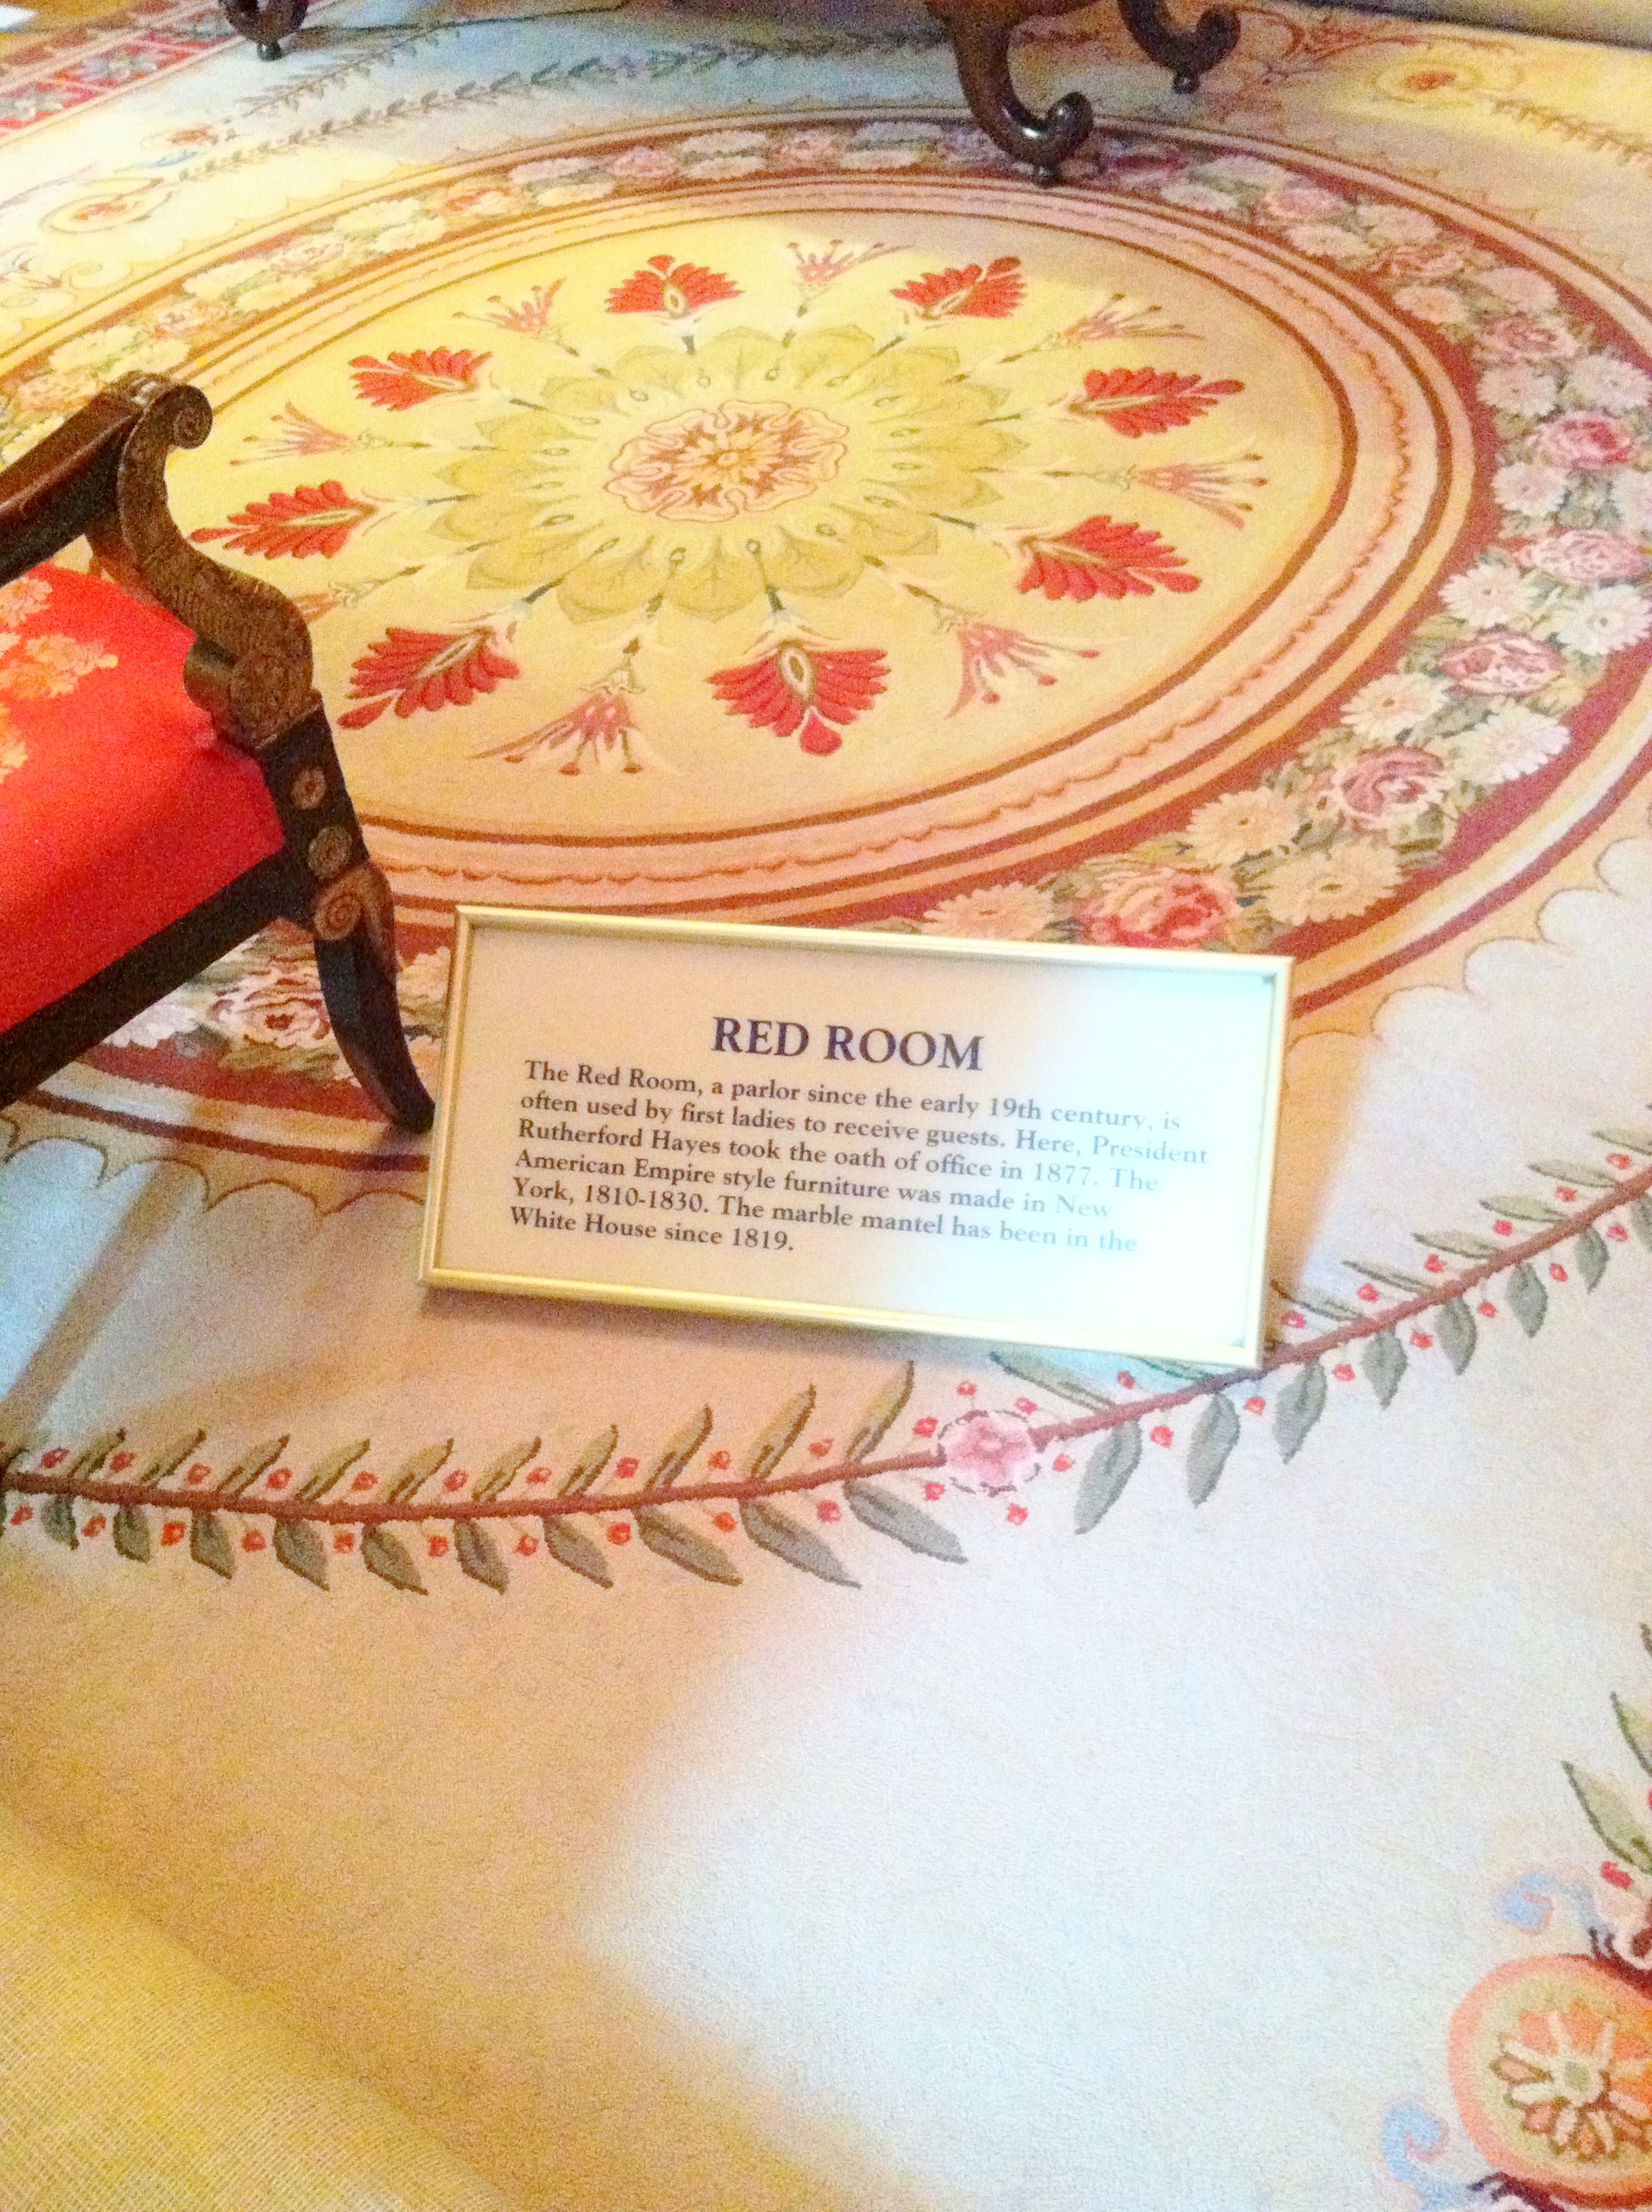 RED ROOM
The Red Room, a parlor since the early 19th century, is
often used by first ladies to receive guests. Here, President
Rutherford Hayes took the oath of office in 1877. The
American Empire style furniture was made in New
York, 1810-1830. The marble mantel has been in the
White House since 1819.